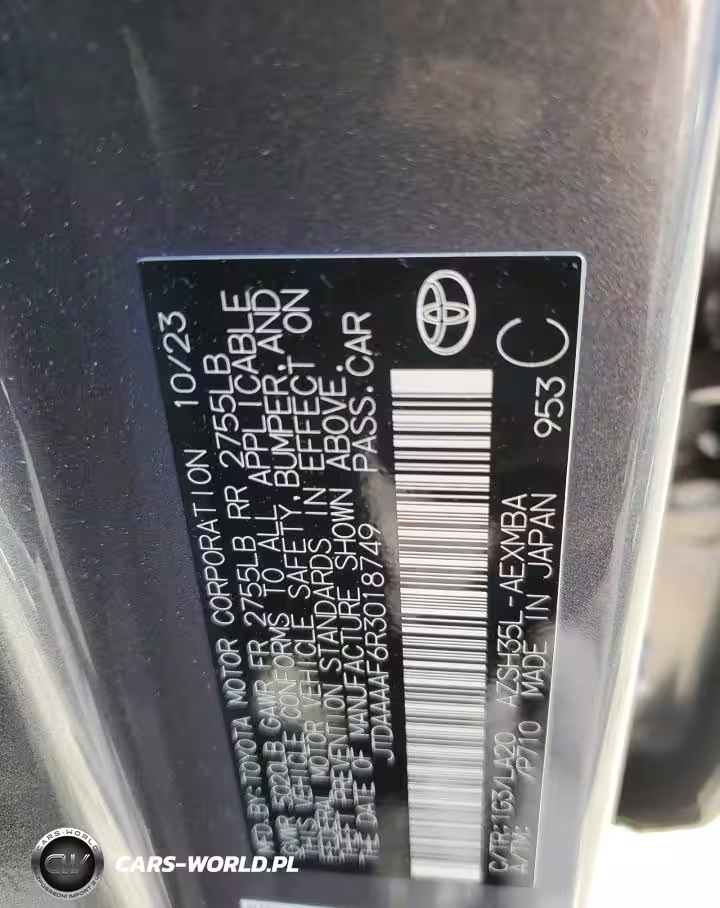 MFD BY: TOYOTA MOTOR CORPORATION 10/23
GVWR 5020LB GAWR FR 2755LB RR 2755LB
THIS VEHICLE CONFORMS TO ALL APPLICABLE
FEDERAL MOTOR VEHICLE SAFETY, BUMPER, AND
THEFT PREVENTION STANDARDS IN EFFECT ON
THE DATE OF MANUFACTURE SHOWN ABOVE.
JTDAAAAF6R3018749 PASS.CAR
C/TR: 1G3/LA20 AZSH35L-AEXMBA 953
A/TM: /P710 MADE IN JAPAN C
CW
CARS-WORLD.PL